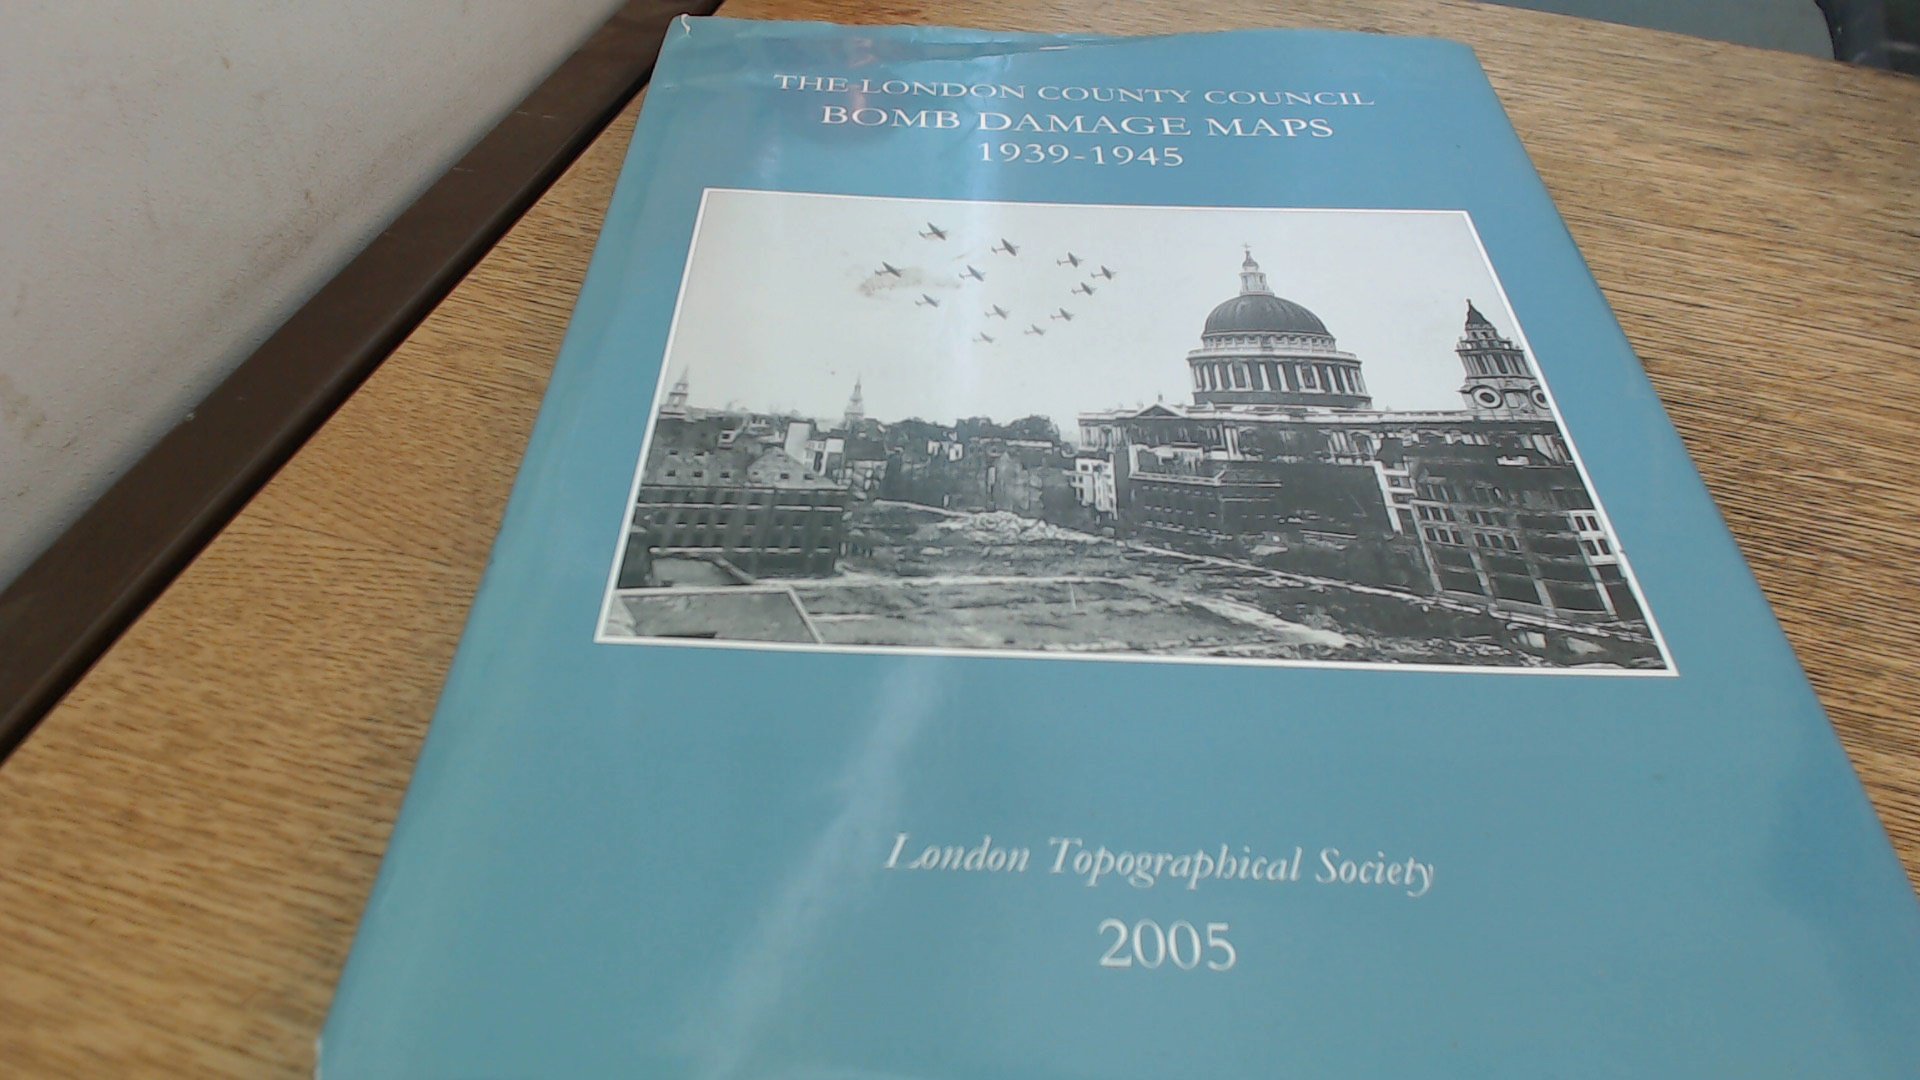 THE LONDON COUNTY COUNCIL
BOMB DAMAGE MAPS
1939-1945
London Topographical Society
2005